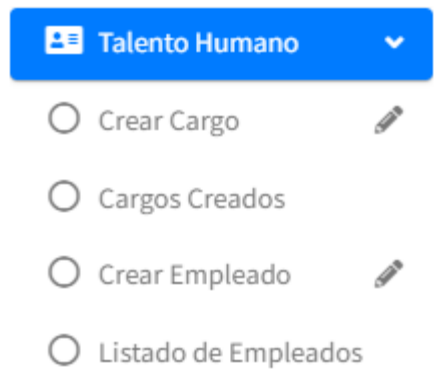 Talento Humano
Crear Cargo
Cargos Creados
Crear Empleado
Listado de Empleados